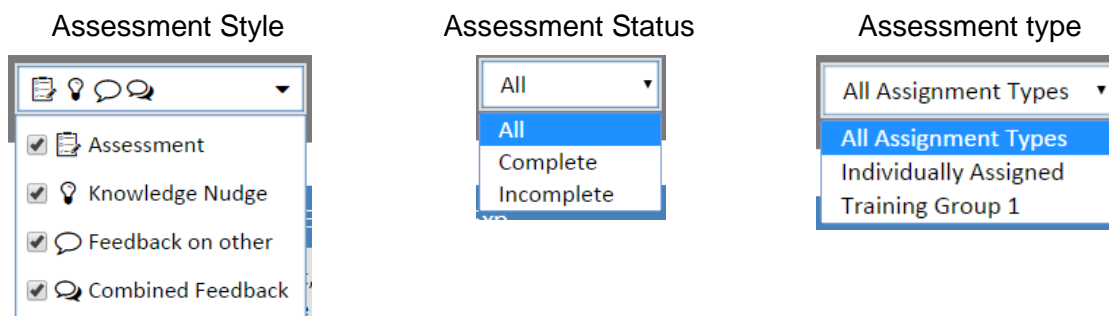 Assessment Style
Assessment Status
Assessment type
All
All Assignment Types
Assessment
Knowledge Nudge
Feedback on other
Combined Feedback
All
Complete
Incomplete
All Assignment Types
Individually Assigned
Training Group 1